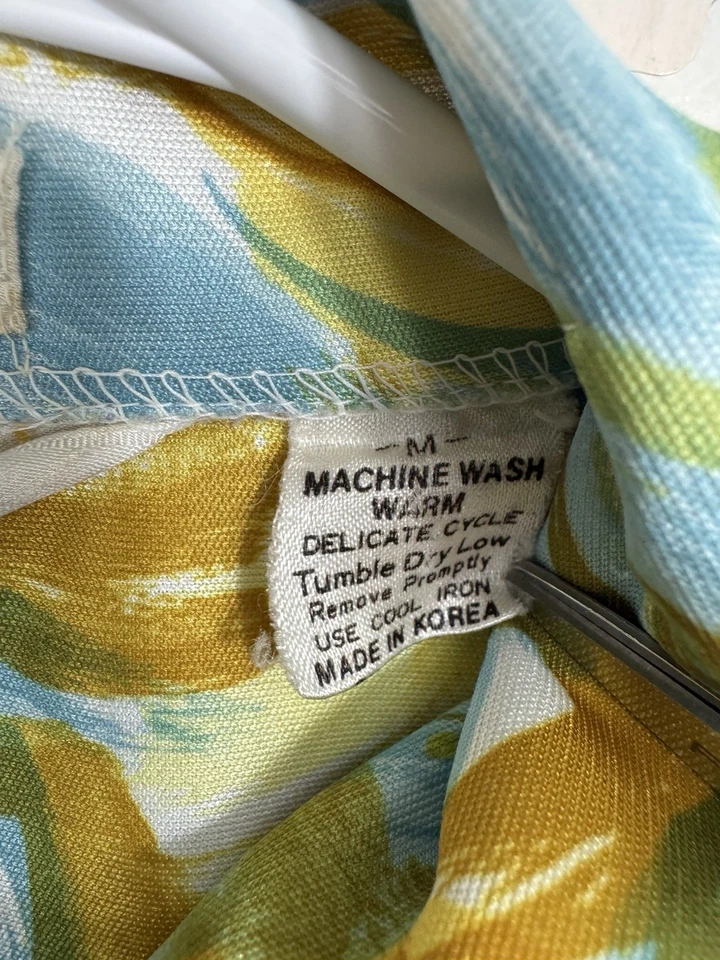 -M-
MACHINE WASH
WARM
DELICATE CYCLE
Tumble Dry Low
Remove Promptly
USE COOL IRON
MADE IN KOREA